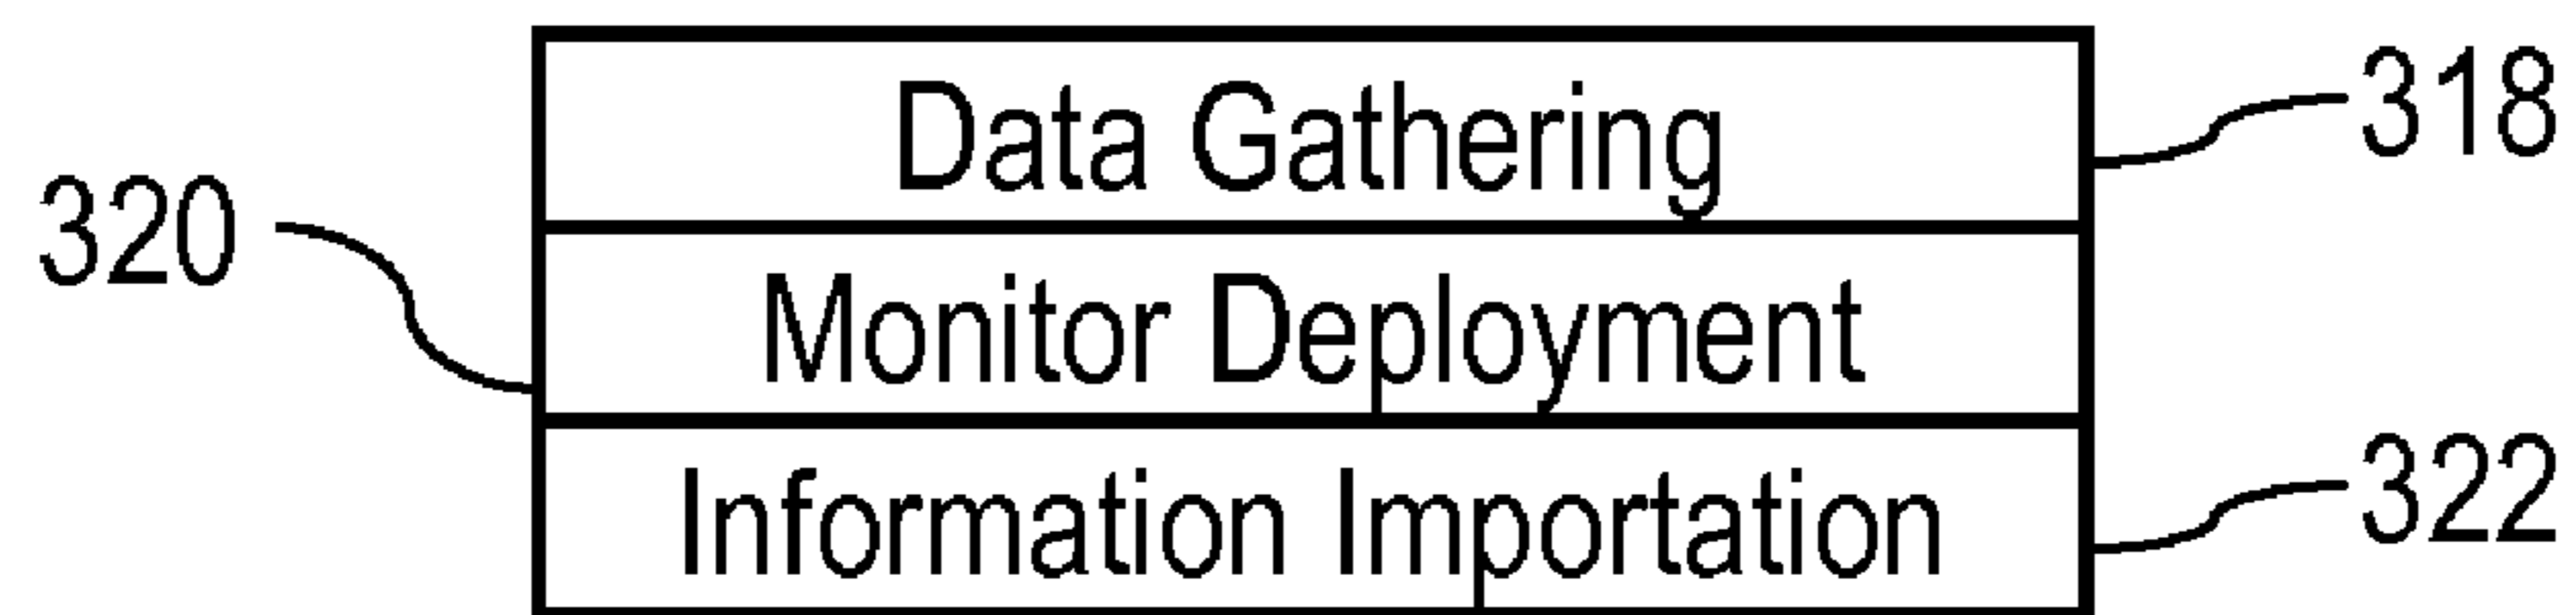 Data Gathering 318
320 Monitor Deployment
Information Importation 322